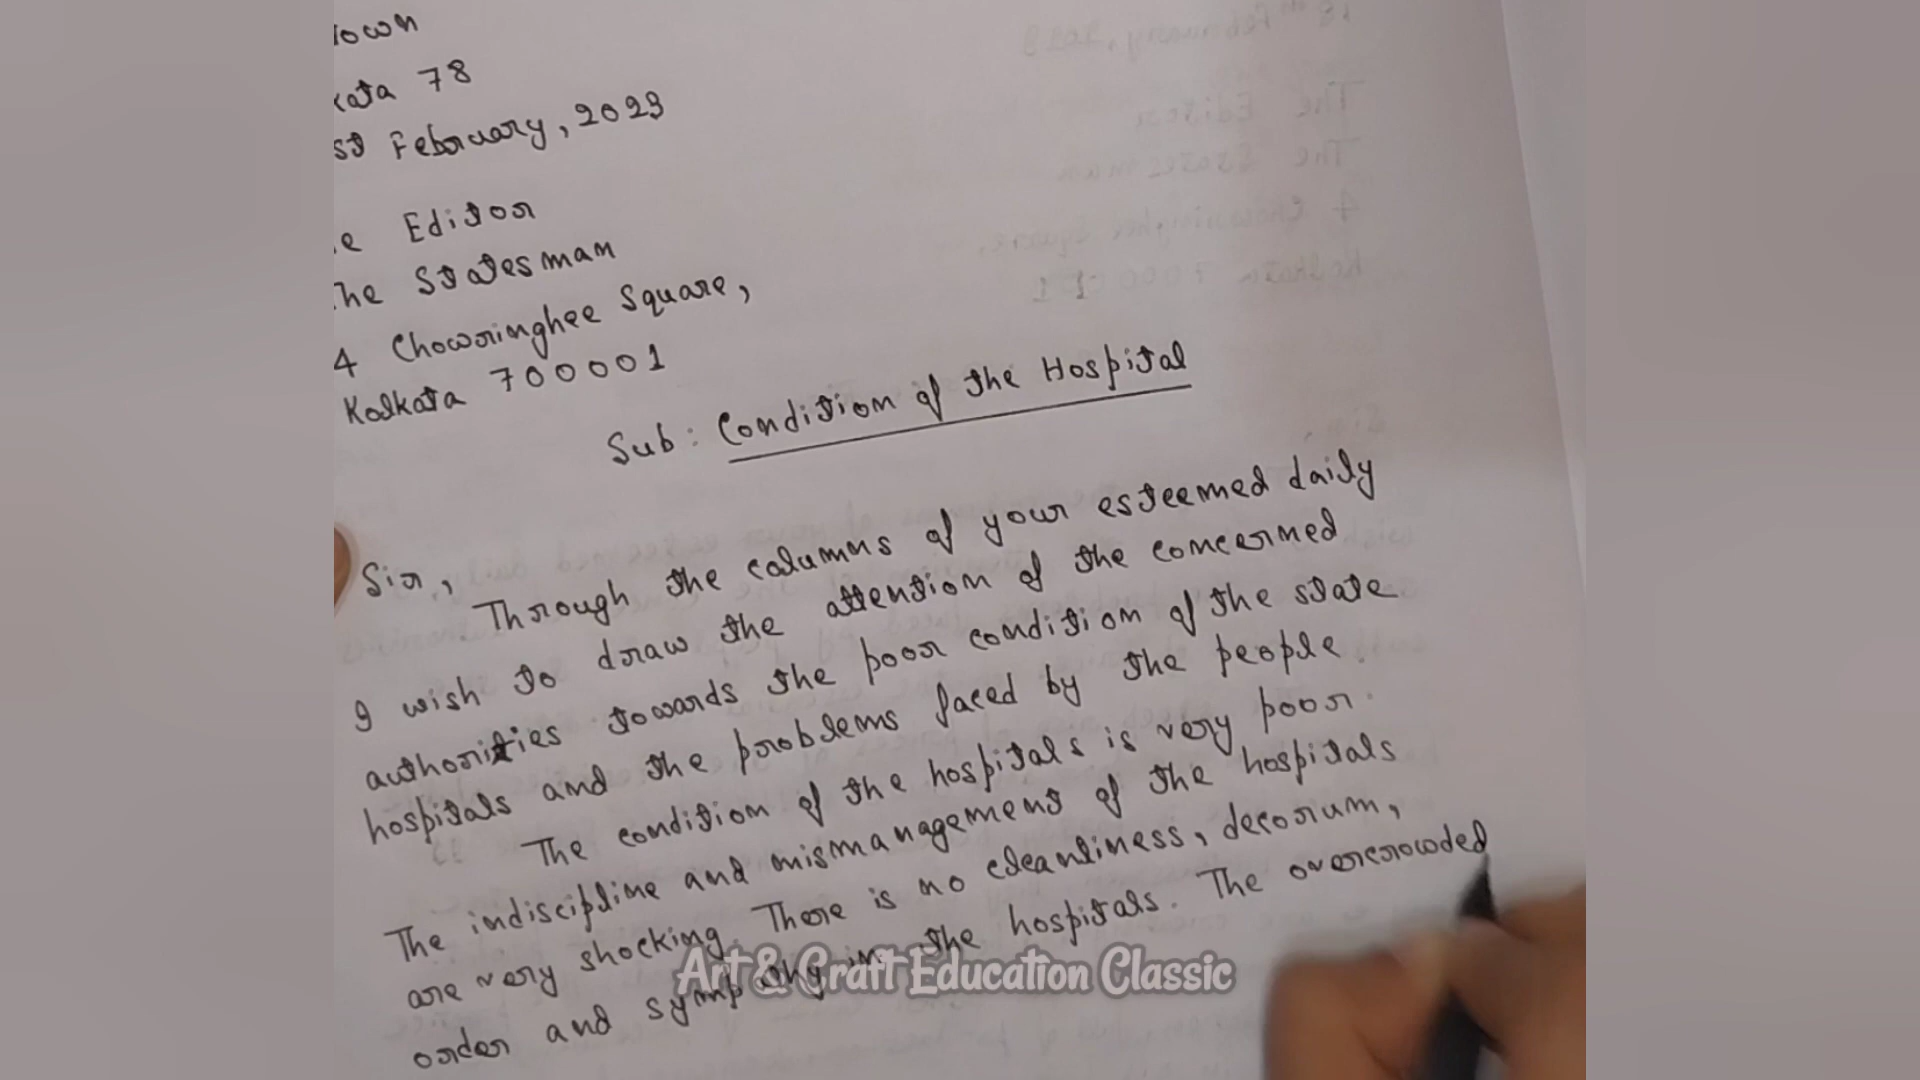 Town
kata 78
st February, 2023
e Editor
he Statesman
4 Chowringhee Square,
Kolkata 700001
Sub: Condition of the Hospital
Sir,
Through the columns of your esteemed daily
I wish to draw the attention of the concerned
authorities towards the poor condition of the state
hospitals and the problems faced by the people.
The condition of the hospitals is very poor.
The indiscipline and mismanagement of the hospitals
are very shocking. There is no cleanliness, decorum,
order and sympathy in the hospitals. The overcrowded
Art & Craft Education Classic